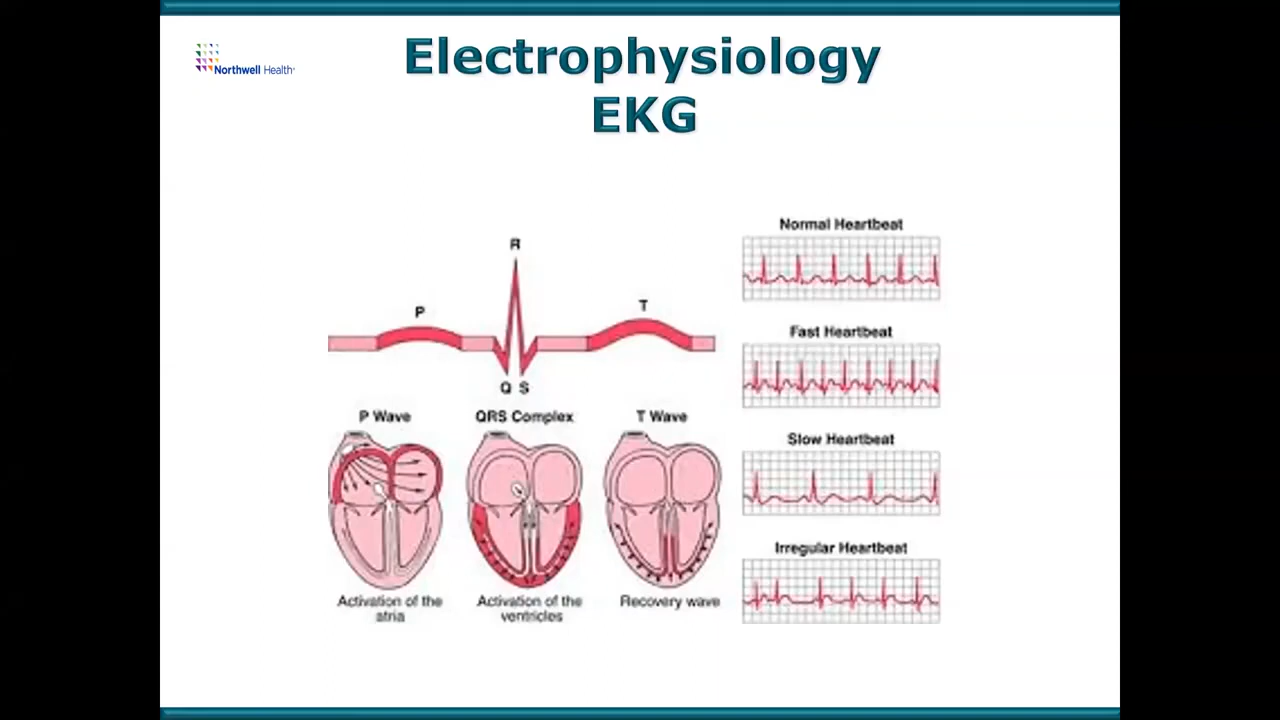 Northwell Health®
Electrophysiology
EKG
R
P
T
Q S
P Wave
QRS Complex
T Wave
Activation of the
atria
Activation of the
ventricles
Recovery wave
Normal Heartbeat
Fast Heartbeat
Slow Heartbeat
Irregular Heartbeat